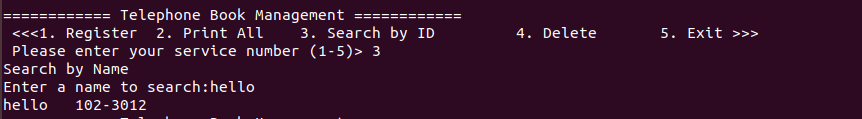 ============ Telephone Book Management ============
 <<<1. Register  2. Print All    3. Search by ID         4. Delete       5. Exit >>>
 Please enter your service number (1-5)> 3
Search by Name
Enter a name to search:hello
hello   102-3012